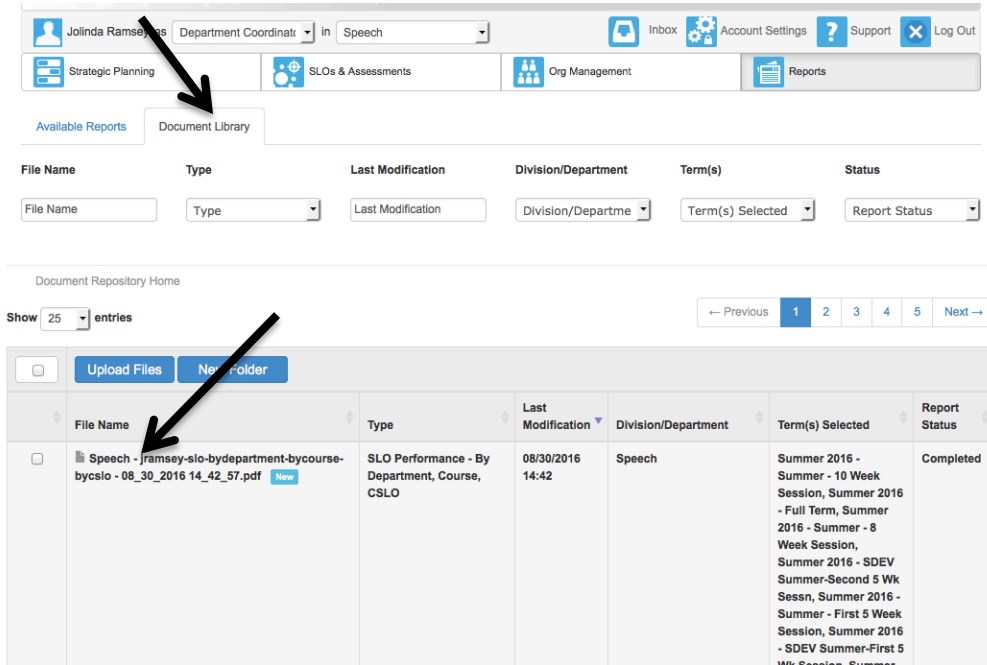 Jolinda Ramsey as Department Coordinato in Speech Inbox Account Settings ? Support Log Out
Strategic Planning SLOs & Assessments Org Management Reports
Available Reports Document Library
File Name Type Last Modification Division/Department Term(s) Status
File Name Type Last Modification Division/Departme Term(s) Selected Report Status
Document Repository Home
Show 25 entries ← Previous 1 2 3 4 5 Next →
Upload Files New Folder
File Name Type Last Modification Division/Department Term(s) Selected Report Status
Speech - jramsey-slo-bydepartment-bycourse-
bycslo - 08_30_2016 14_42_57.pdf New
SLO Performance - By
Department, Course,
CSLO
08/30/2016
14:42
Speech
Summer 2016 -
Summer - 10 Week
Session, Summer 2016
- Full Term, Summer
2016 - Summer - 8
Week Session,
Summer 2016 - SDEV
Summer-Second 5 Wk
Sessn, Summer 2016 -
Summer - First 5 Week
Session, Summer 2016
- SDEV Summer-First 5
Wk Session, Summer
Completed